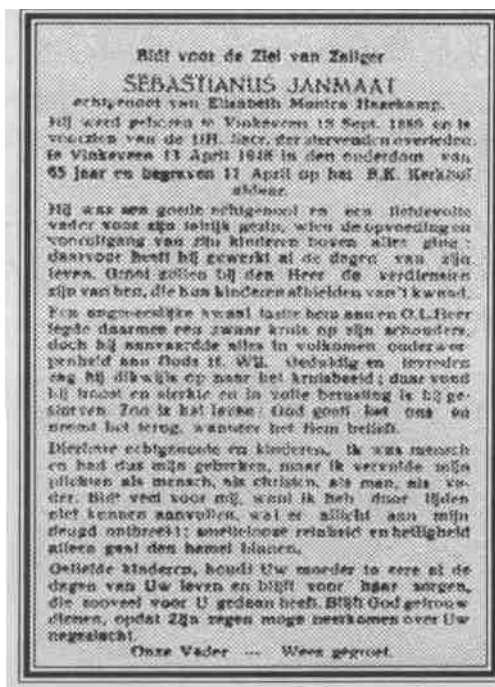 Bidt voor de Ziel van Zaliger
SEBASTIANUS JANMAAT
echtgenoot van Elisabeth Monica
Hij werd geboren te Vinkeveen 18 Sept. en is
voorzien van de HH. Sacr. der stervenden overleden
te Vinkeveen 13 April in den ouderdom van
65 jaar en begraven 17 April op het R.K. Kerkhof
aldaar.
Hij was een goede echtgenoot en een liefdevolle
vader voor zijn talrijk gezin, wien de opvoeding en
vooruitgang van zijn kinderen boven alles ging ;
daarvoor heeft hij gewerkt al de dagen van zijn
leven. Groot zullen bij den Heer de verdiensten
zijn van hen, die hun kinderen afhielden van 't kwaad.
Een ongeneeslijke kwaal tastte hem aan en O.L. Heer
legde daarmee een zwaar kruis op zijn schouders,
doch hij aanvaardde alles in volkomen onderwor-
penheid aan Gods H. Wil. Geduldig en tevreden
zag hij dikwijls op naar het kruisbeeld ; daar vond
hij troost en sterkte en in volle berusting is hij ge-
storven. Zoo is het leven : God geeft het ons en
neemt het terug, wanneer het Hem belieft.
Dierbare echtgenoote en kinderen, ik was mensch
en had dus mijn gebreken, maar ik vervulde mijn
plichten als mensch, als christen, als man, als va-
der. Bidt veel voor mij, want ik heb door lijden
niet kunnen aanvullen, wat er allicht aan mijn
deugd ontbreekt ; smettelooze reinheid en heiligheid
alleen gaat den hemel binnen.
Geliefde kinderen, houdt Uw moeder in eere al de
dagen van Uw leven en blijft voor haar zorgen,
die zooveel voor U gedaan heeft. Blijft God getrouw
dienen, opdat Zijn zegen moge neerkomen over Uw
nageslacht.
Onze Vader — Wees gegroet.